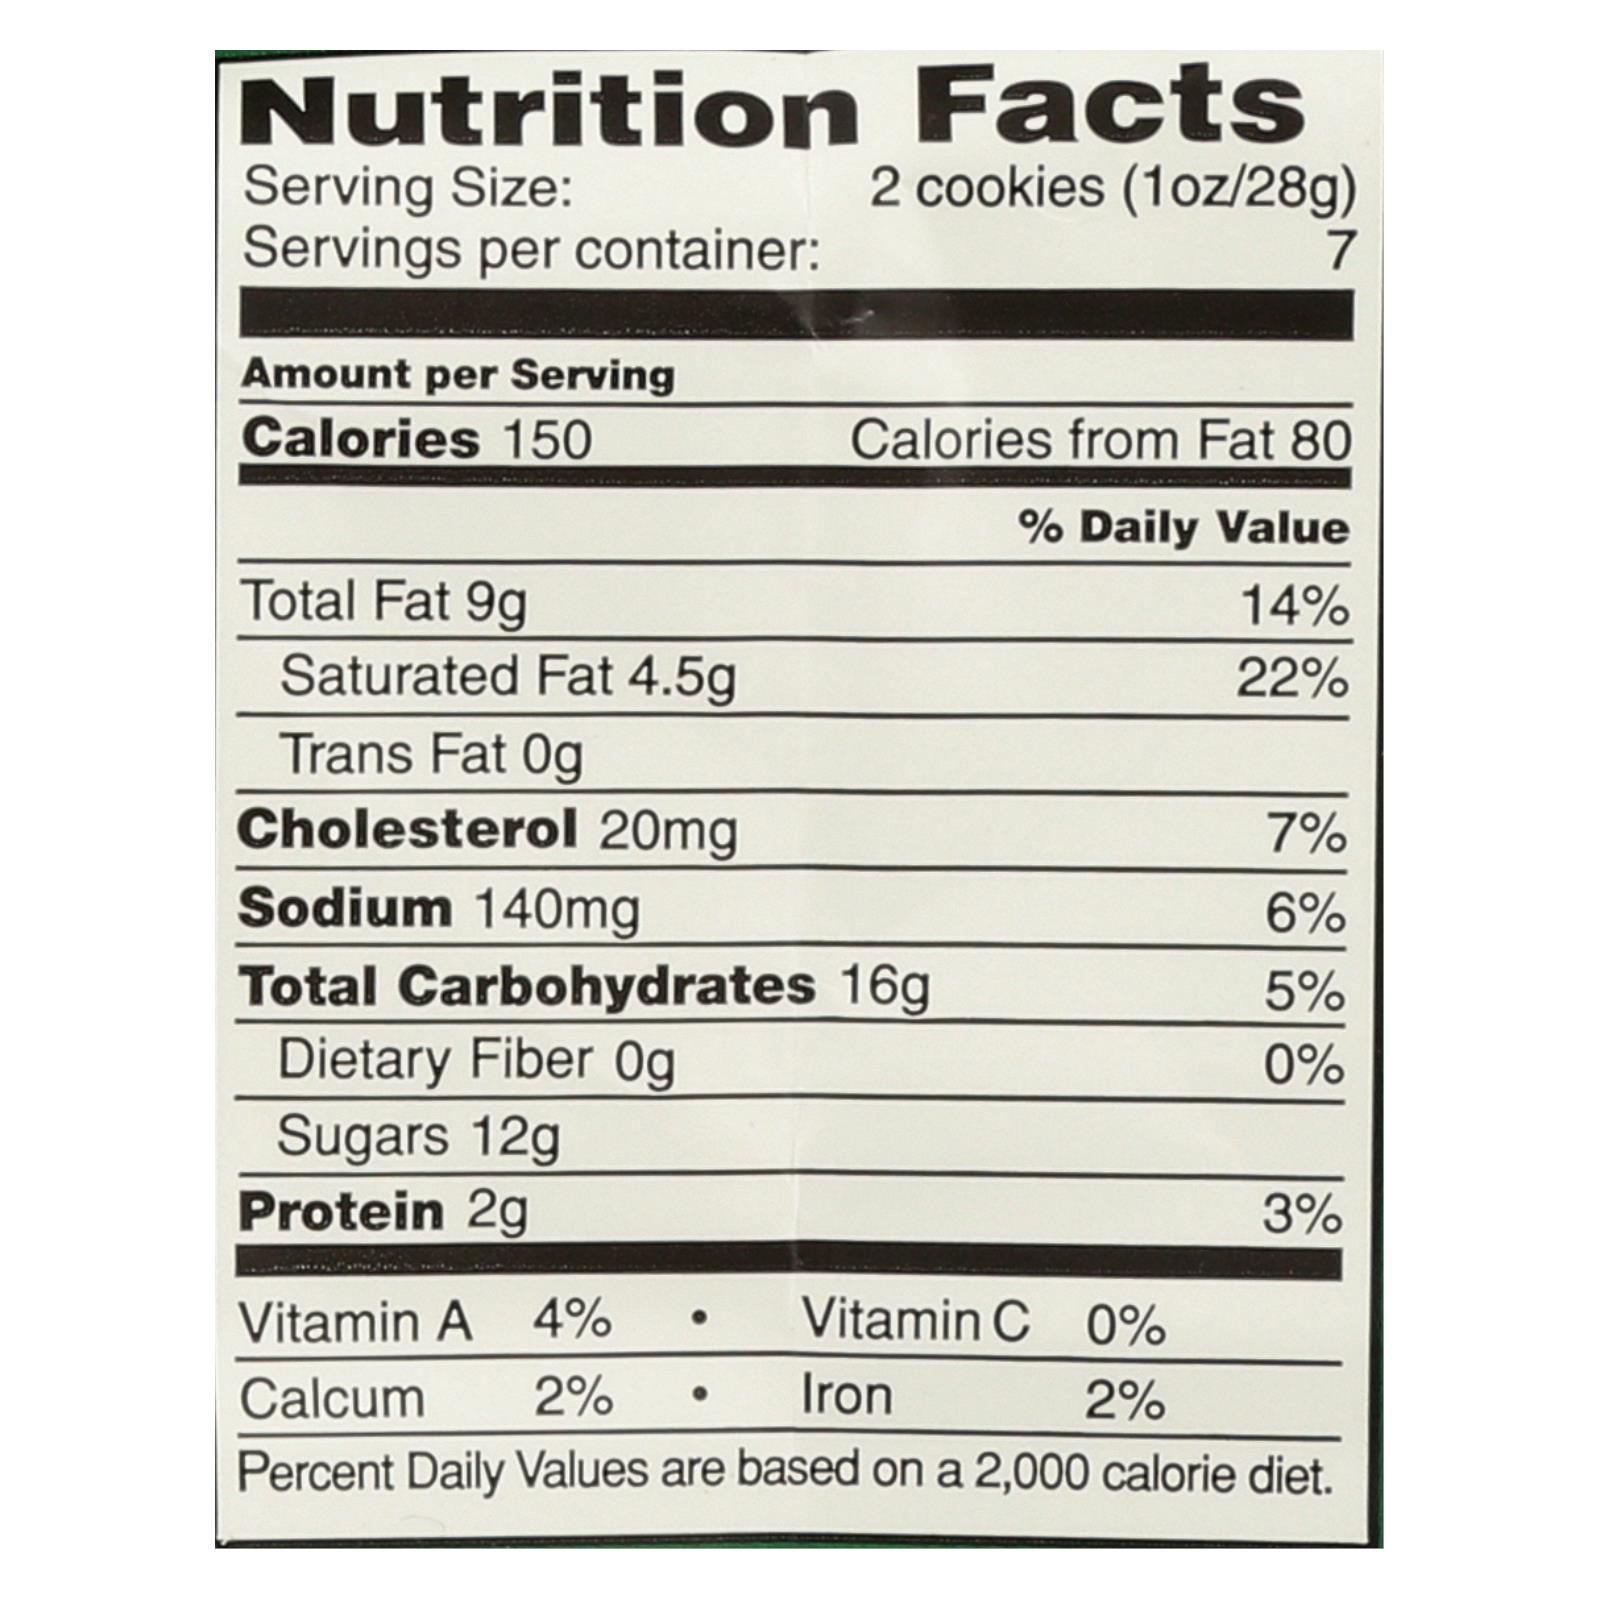 Nutrition Facts
Serving Size: 2 cookies (1oz/28g)
Servings per container: 7
Amount per Serving
Calories 150 Calories from Fat 80
% Daily Value
Total Fat 9g 14%
Saturated Fat 4.5g 22%
Trans Fat 0g
Cholesterol 20mg 7%
Sodium 140mg 6%
Total Carbohydrates 16g 5%
Dietary Fiber 0g 0%
Sugars 12g
Protein 2g 3%
Vitamin A 4% • Vitamin C 0%
Calcum 2% • Iron 2%
Percent Daily Values are based on a 2,000 calorie diet.